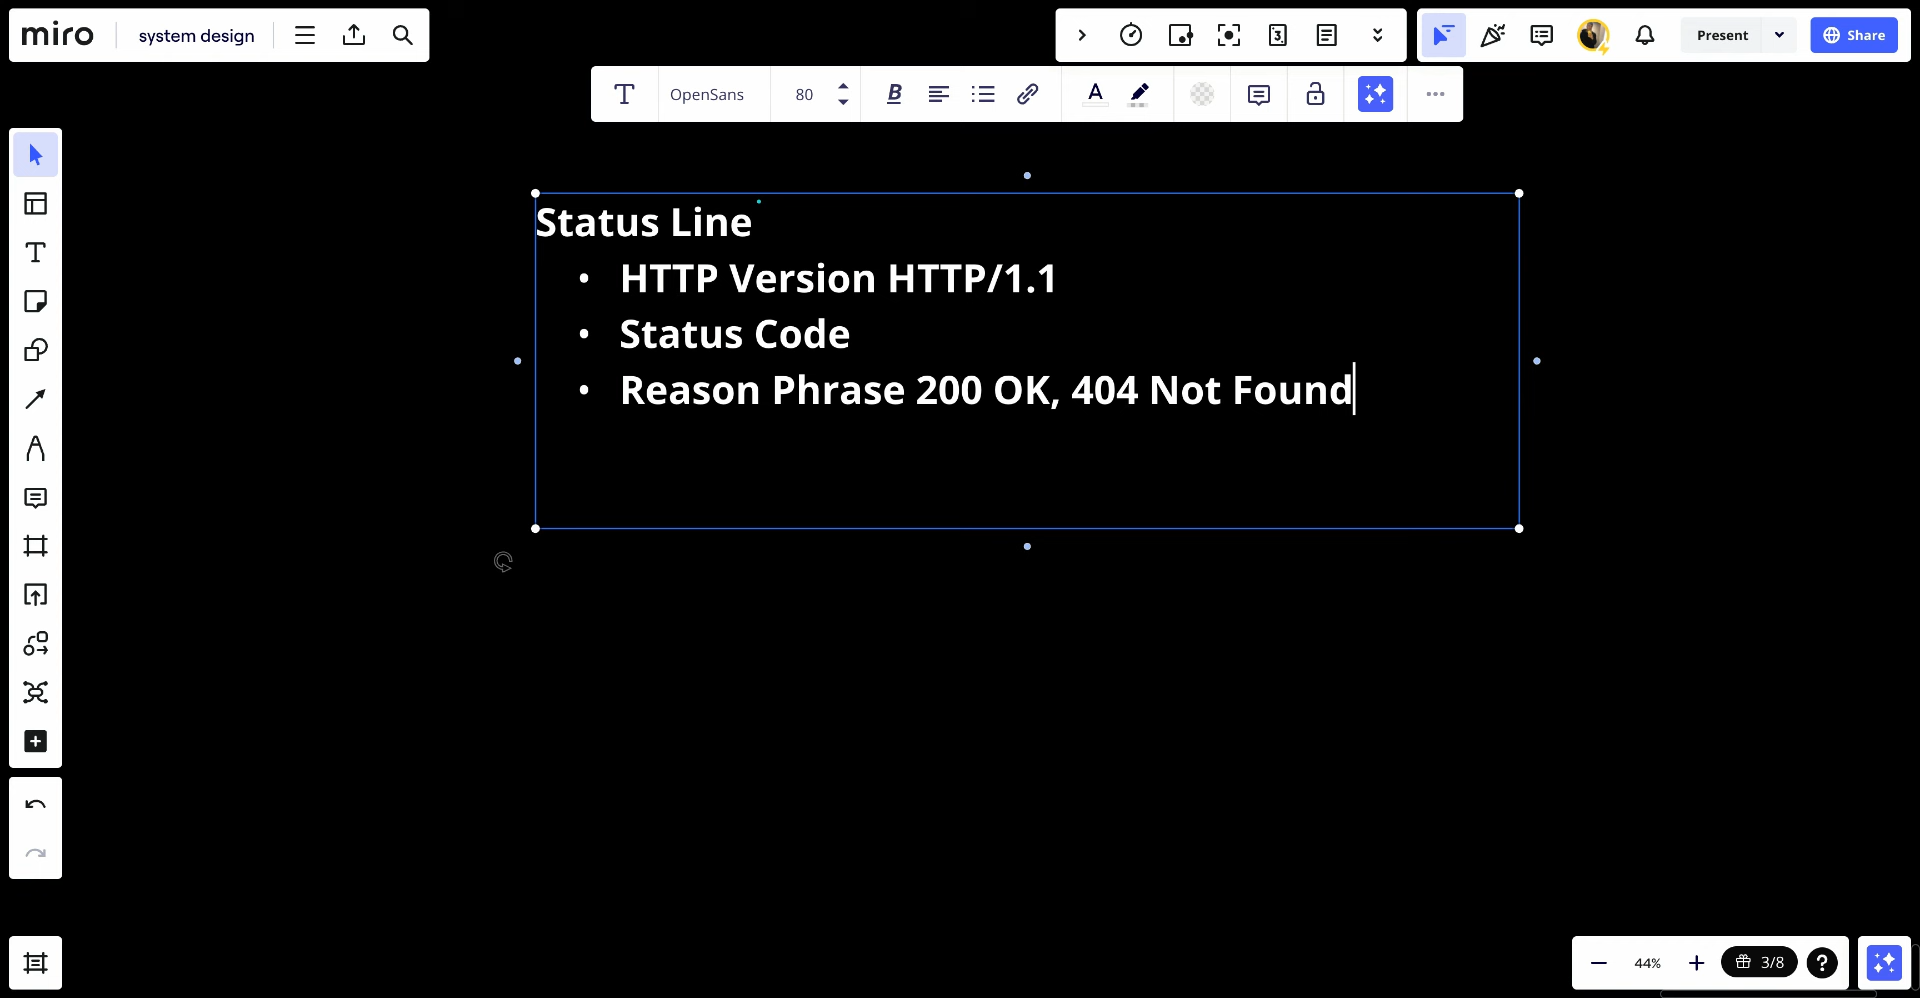 miro
system design
Present
Share
OpenSans
80
B
A
Status Line
• HTTP Version HTTP/1.1
• Status Code
• Reason Phrase 200 OK, 404 Not Found
44%
3/8
?